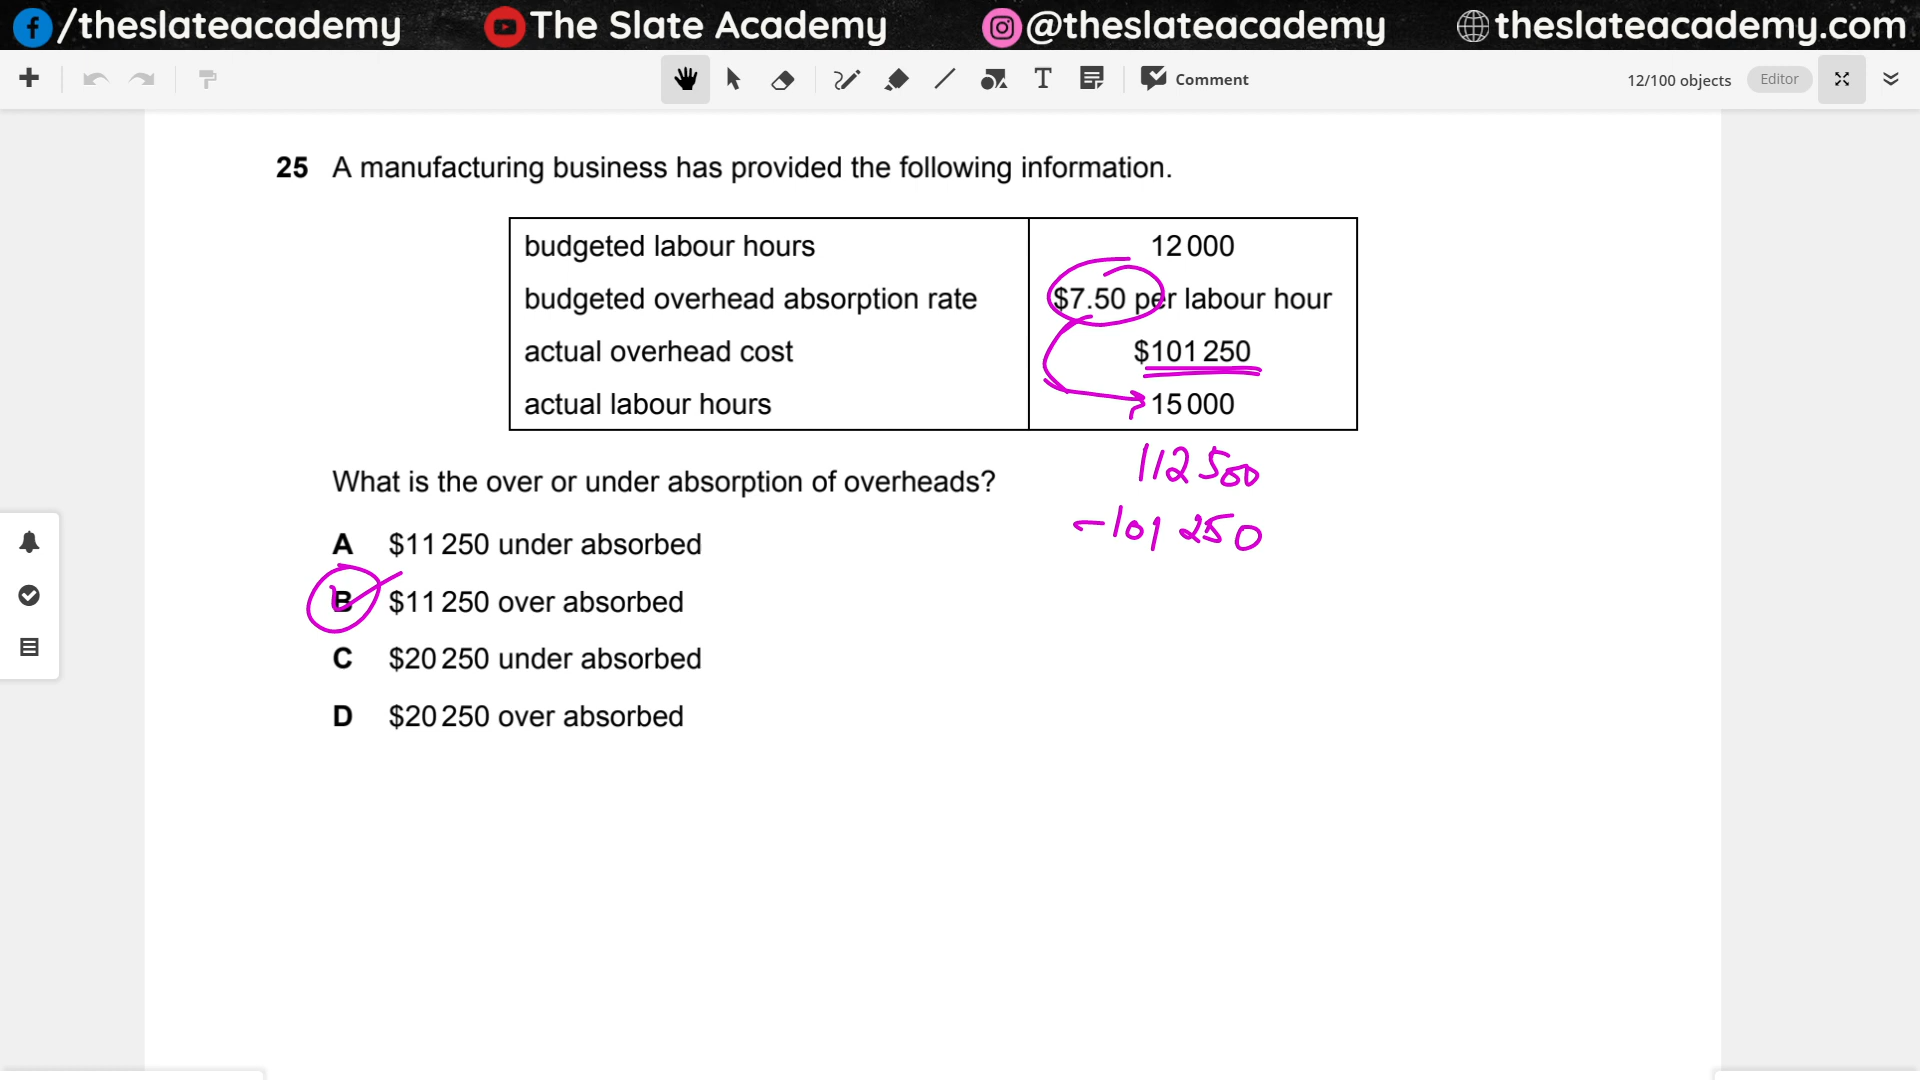 /theslateacademy The Slate Academy @theslateacademy theslateacademy.com
Comment 12/100 objects Editor
25 A manufacturing business has provided the following information.
budgeted labour hours 12 000
budgeted overhead absorption rate $7.50 per labour hour
actual overhead cost $101 250
actual labour hours 15 000
112 500
What is the over or under absorption of overheads?
-101 250
A $11 250 under absorbed
B $11 250 over absorbed
C $20 250 under absorbed
D $20 250 over absorbed